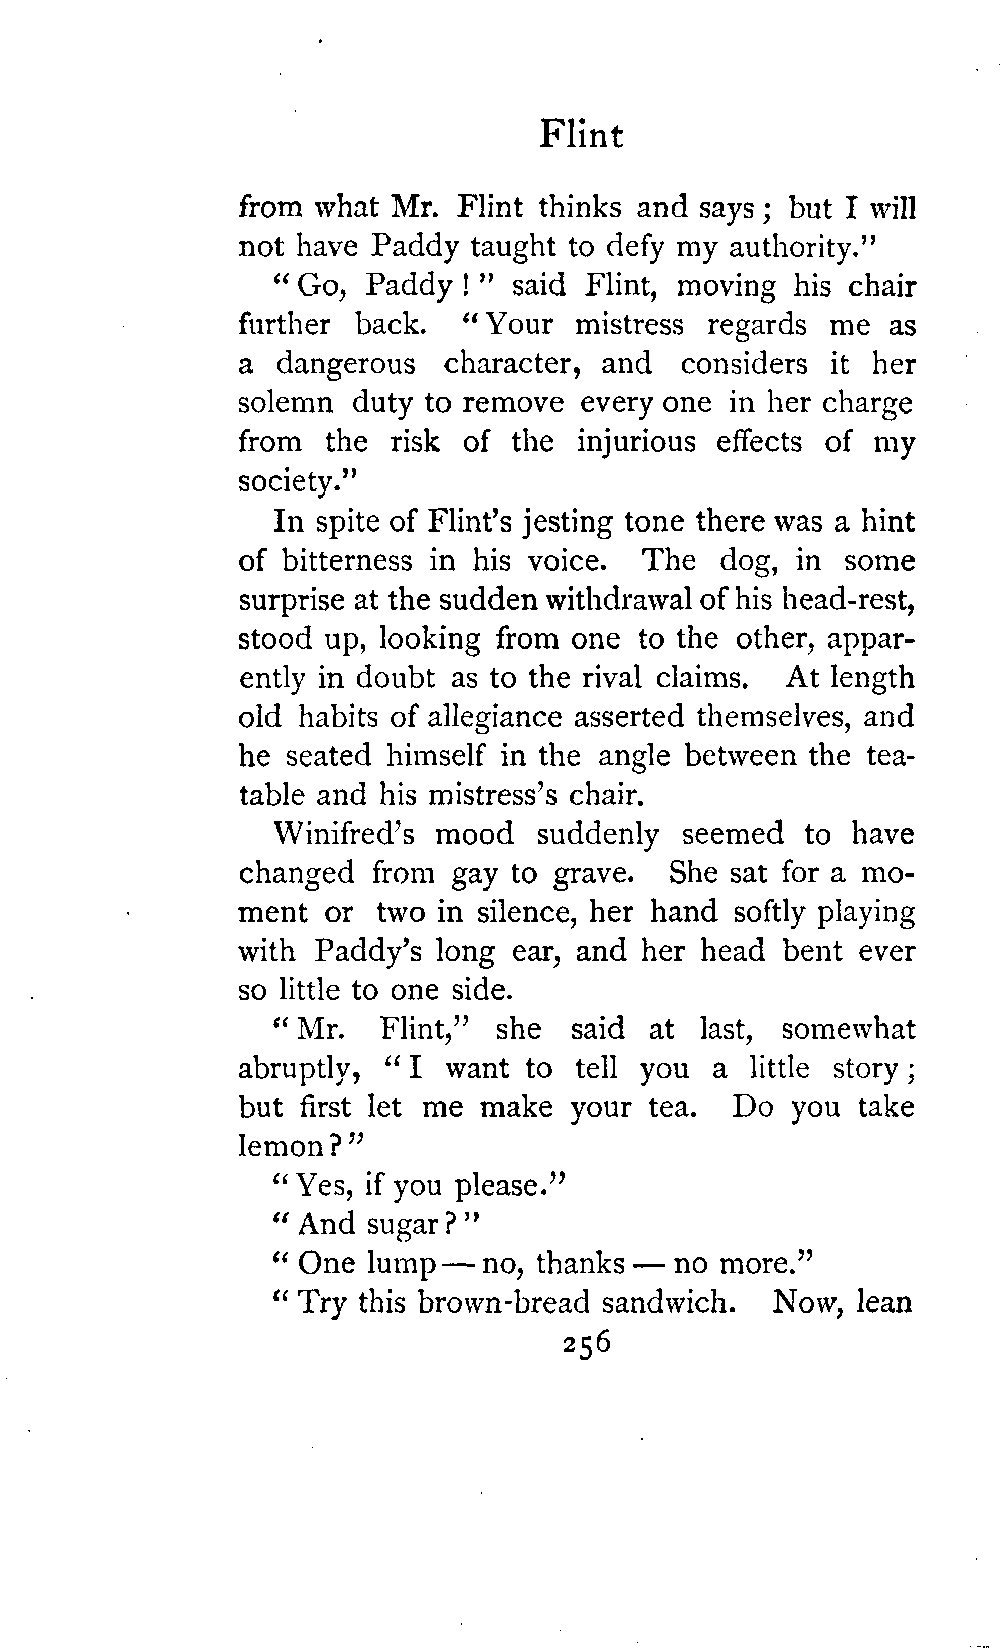 Flint
from what Mr. Flint thinks and says; but I will
not have Paddy taught to defy my authority."
"Go, Paddy!" said Flint, moving his chair
further back. "Your mistress regards me as
a dangerous character, and considers it her
solemn duty to remove every one in her charge
from the risk of the injurious effects of my
society."
In spite of Flint's jesting tone there was a hint
of bitterness in his voice. The dog, in some
surprise at the sudden withdrawal of his head-rest,
stood up, looking from one to the other, appar-
ently in doubt as to the rival claims. At length
old habits of allegiance asserted themselves, and
he seated himself in the angle between the tea-
table and his mistress's chair.
Winifred's mood suddenly seemed to have
changed from gay to grave. She sat for a mo-
ment or two in silence, her hand softly playing
with Paddy's long ear, and her head bent ever
so little to one side.
"Mr. Flint," she said at last, somewhat
abruptly, "I want to tell you a little story;
but first let me make your tea. Do you take
lemon?"
"Yes, if you please."
"And sugar?"
"One lump — no, thanks — no more."
"Try this brown-bread sandwich. Now, lean
256